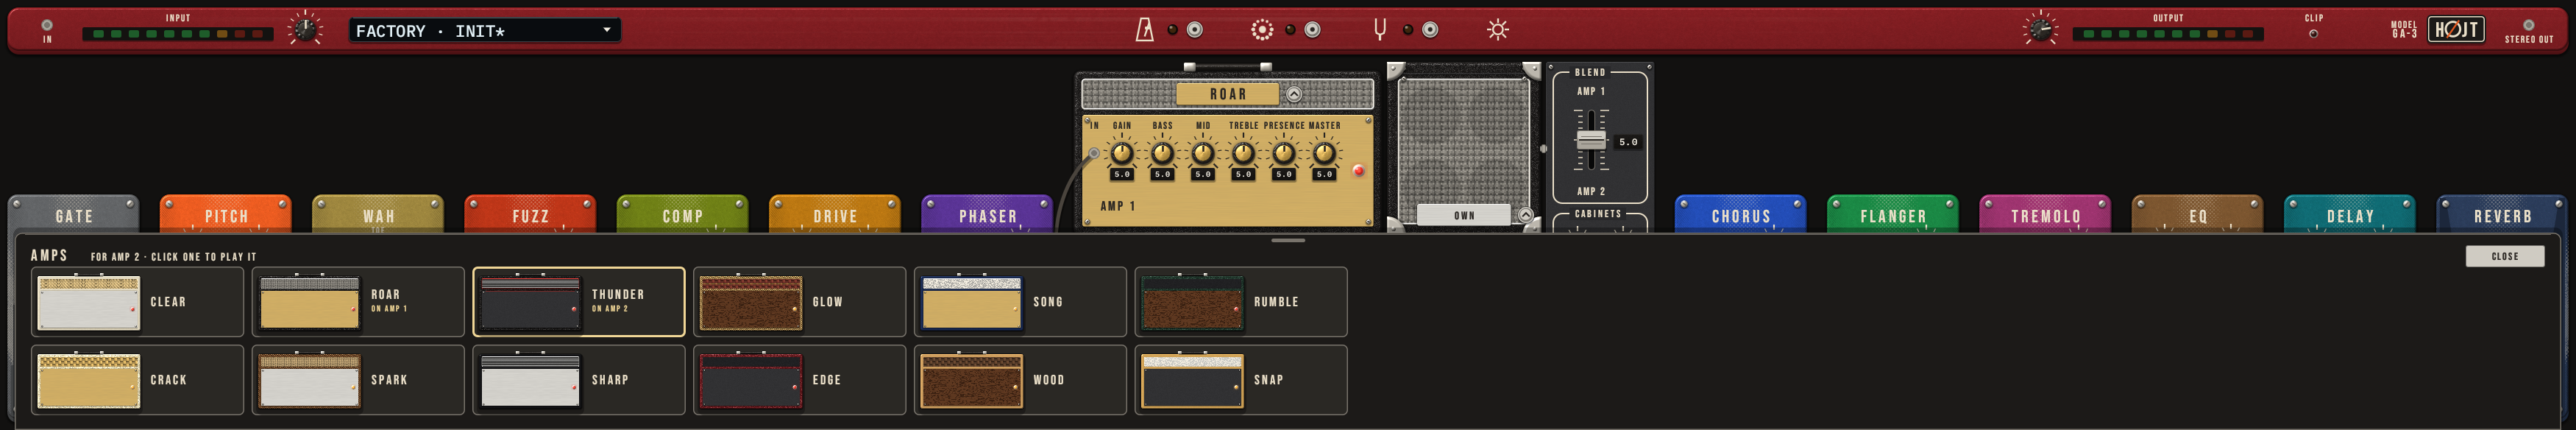 INPUT
IN
FACTORY · INIT*
OUTPUT
CLIP
MODEL
GA-3
HØJT
STEREO OUT
ROAR
IN GAIN BASS MID TREBLE PRESENCE MASTER
5.0 5.0 5.0 5.0 5.0 5.0
AMP 1
OWN
BLEND
AMP 1
5.0
AMP 2
CABINETS
GATE
PITCH
WAH
TOE
FUZZ
COMP
DRIVE
PHASER
CHORUS
FLANGER
TREMOLO
EQ
DELAY
REVERB
AMPS FOR AMP 2 · CLICK ONE TO PLAY IT
CLOSE
CLEAR
ROAR
ON AMP 1
THUNDER
ON AMP 2
GLOW
SONG
RUMBLE
CRACK
SPARK
SHARP
EDGE
WOOD
SNAP